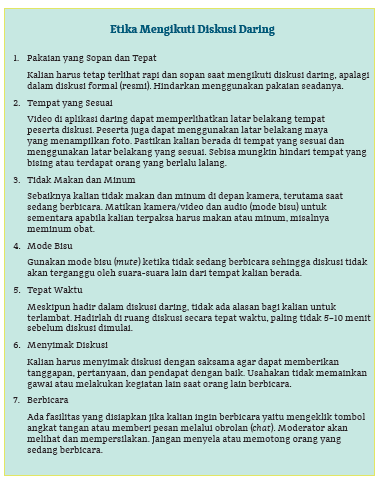 Etika Mengikuti Diskusi Daring
1. Pakaian yang Sopan dan Tepat
Kalian harus tetap terlihat rapi dan sopan saat mengikuti diskusi daring, apalagi
dalam diskusi formal (resmi). Hindarkan menggunakan pakaian seadanya.
2. Tempat yang Sesuai
Video di aplikasi daring dapat memperlihatkan latar belakang tempat
peserta diskusi. Peserta juga dapat menggunakan latar belakang maya
yang menampilkan foto. Pastikan kalian berada di tempat yang sesuai dan
menggunakan latar belakang yang sesuai. Sebisa mungkin hindari tempat yang
bising atau terdapat orang yang berlalu lalang.
3. Tidak Makan dan Minum
Sebaiknya kalian tidak makan dan minum di depan kamera, terutama saat
sedang berbicara. Matikan kamera/video dan audio (mode bisu) untuk
sementara apabila kalian terpaksa harus makan atau minum, misalnya
meminum obat.
4. Mode Bisu
Gunakan mode bisu (mute) ketika tidak sedang berbicara sehingga diskusi tidak
akan terganggu oleh suara-suara lain dari tempat kalian berada.
5. Tepat Waktu
Meskipun hadir dalam diskusi daring, tidak ada alasan bagi kalian untuk
terlambat. Hadirlah di ruang diskusi secara tepat waktu, paling tidak 5–10 menit
sebelum diskusi dimulai.
6. Menyimak Diskusi
Kalian harus menyimak diskusi dengan saksama agar dapat memberikan
tanggapan, pertanyaan, dan pendapat dengan baik. Usahakan tidak memainkan
gawai atau melakukan kegiatan lain saat orang lain berbicara.
7. Berbicara
Ada fasilitas yang disiapkan jika kalian ingin berbicara yaitu mengeklik tombol
angkat tangan atau memberi pesan melalui obrolan (chat). Moderator akan
melihat dan mempersilakan. Jangan menyela atau memotong orang yang
sedang berbicara.